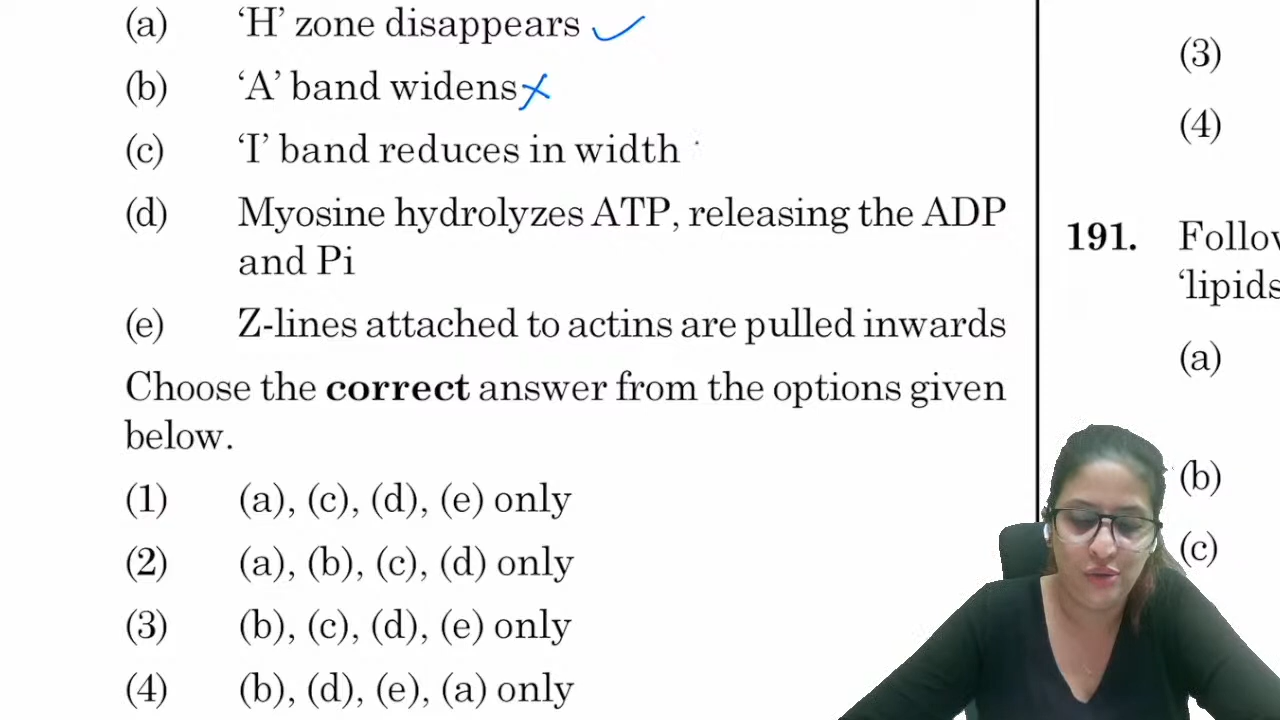 (a) ‘H’ zone disappears
(b) ‘A’ band widens
(c) ‘I’ band reduces in width
(d) Myosine hydrolyzes ATP, releasing the ADP
and Pi
(e) Z-lines attached to actins are pulled inwards
Choose the correct answer from the options given
below.
(1) (a), (c), (d), (e) only
(2) (a), (b), (c), (d) only
(3) (b), (c), (d), (e) only
(4) (b), (d), (e), (a) only
(3)
(4)
191. Follow
‘lipids
(a)
(b)
(c)